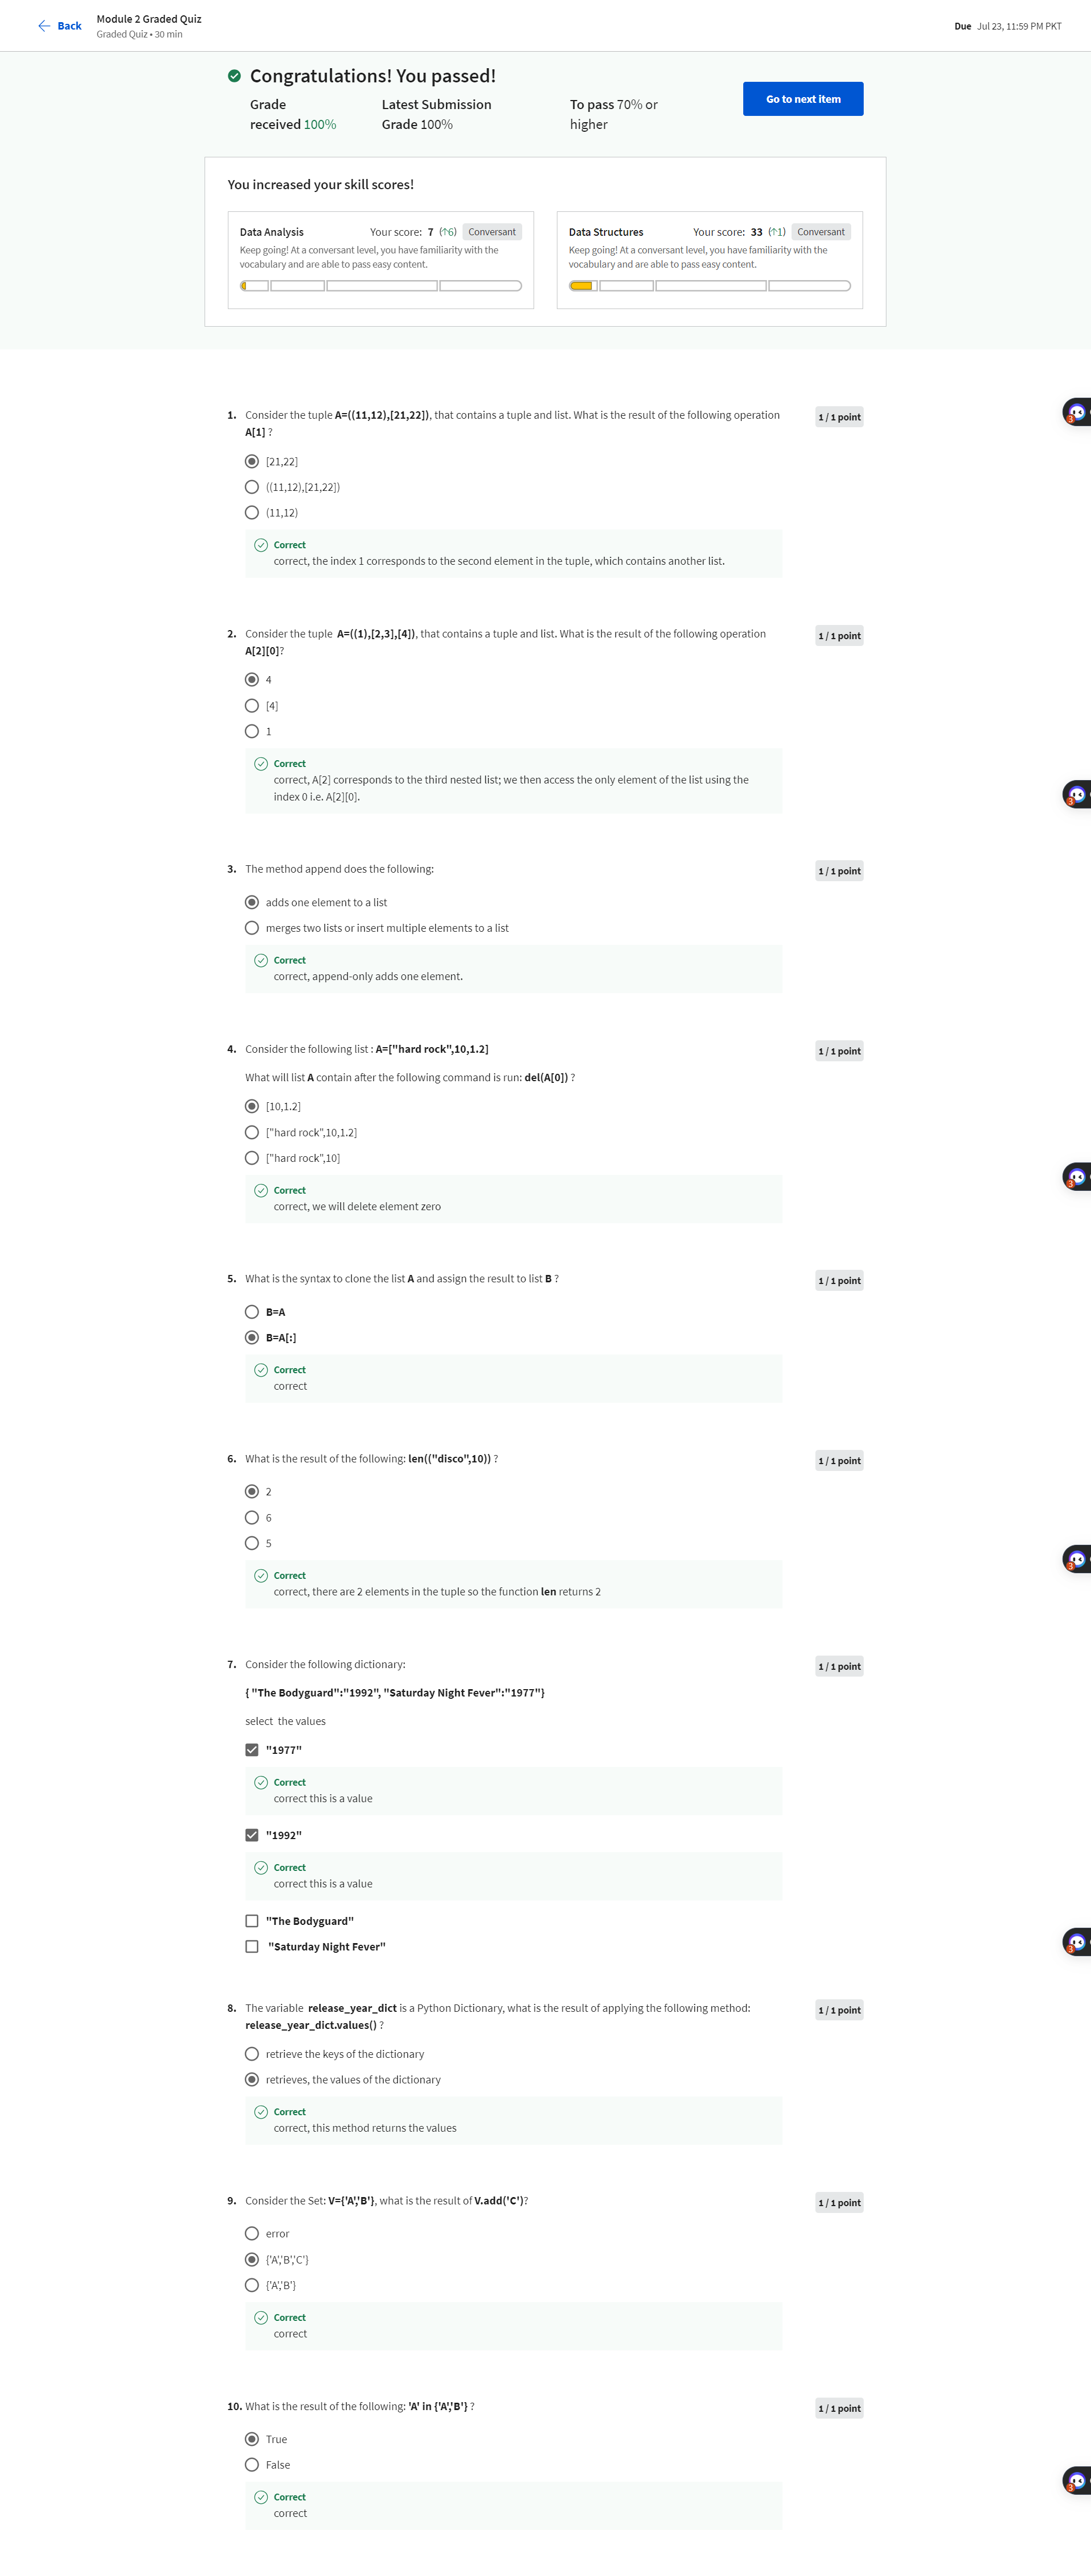 Back
Module 2 Graded Quiz
Graded Quiz • 30 min
Due Jul 23, 11:59 PM PKT
Congratulations! You passed!
Grade
received 100%
Latest Submission
Grade 100%
To pass 70% or
higher
Go to next item
You increased your skill scores!
Data Analysis Your score: 7 (↑6) Conversant
Keep going! At a conversant level, you have familiarity with the
vocabulary and are able to pass easy content.
Data Structures Your score: 33 (↑1) Conversant
Keep going! At a conversant level, you have familiarity with the
vocabulary and are able to pass easy content.
1. Consider the tuple A=((11,12),[21,22]), that contains a tuple and list. What is the result of the following operation
A[1] ?
1 / 1 point
[21,22]
((11,12),[21,22])
(11,12)
Correct
correct, the index 1 corresponds to the second element in the tuple, which contains another list.
2. Consider the tuple A=((1),[2,3],[4]), that contains a tuple and list. What is the result of the following operation
A[2][0]?
1 / 1 point
4
[4]
1
Correct
correct, A[2] corresponds to the third nested list; we then access the only element of the list using the
index 0 i.e. A[2][0].
3. The method append does the following:
1 / 1 point
adds one element to a list
merges two lists or insert multiple elements to a list
Correct
correct, append-only adds one element.
4. Consider the following list : A=["hard rock",10,1.2]
1 / 1 point
What will list A contain after the following command is run: del(A[0]) ?
[10,1.2]
["hard rock",10,1.2]
["hard rock",10]
Correct
correct, we will delete element zero
5. What is the syntax to clone the list A and assign the result to list B ?
1 / 1 point
B=A
B=A[:]
Correct
correct
6. What is the result of the following: len(("disco",10)) ?
1 / 1 point
2
6
5
Correct
correct, there are 2 elements in the tuple so the function len returns 2
7. Consider the following dictionary:
1 / 1 point
{ "The Bodyguard":"1992", "Saturday Night Fever":"1977"}
select the values
"1977"
Correct
correct this is a value
"1992"
Correct
correct this is a value
"The Bodyguard"
"Saturday Night Fever"
8. The variable release_year_dict is a Python Dictionary, what is the result of applying the following method:
release_year_dict.values() ?
1 / 1 point
retrieve the keys of the dictionary
retrieves, the values of the dictionary
Correct
correct, this method returns the values
9. Consider the Set: V={'A','B'}, what is the result of V.add('C')?
1 / 1 point
error
{'A','B','C'}
{'A','B'}
Correct
correct
10. What is the result of the following: 'A' in {'A','B'} ?
1 / 1 point
True
False
Correct
correct